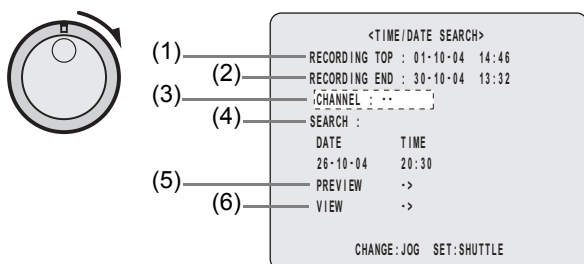 <TIME/DATE SEARCH>
(1) RECORDING TOP : 01-10-04 14:46
(2) RECORDING END : 30-10-04 13:32
(3) CHANNEL : --
(4) SEARCH :
DATE TIME
26-10-04 20:30
(5) PREVIEW ->
(6) VIEW ->
CHANGE:JOG SET:SHUTTLE